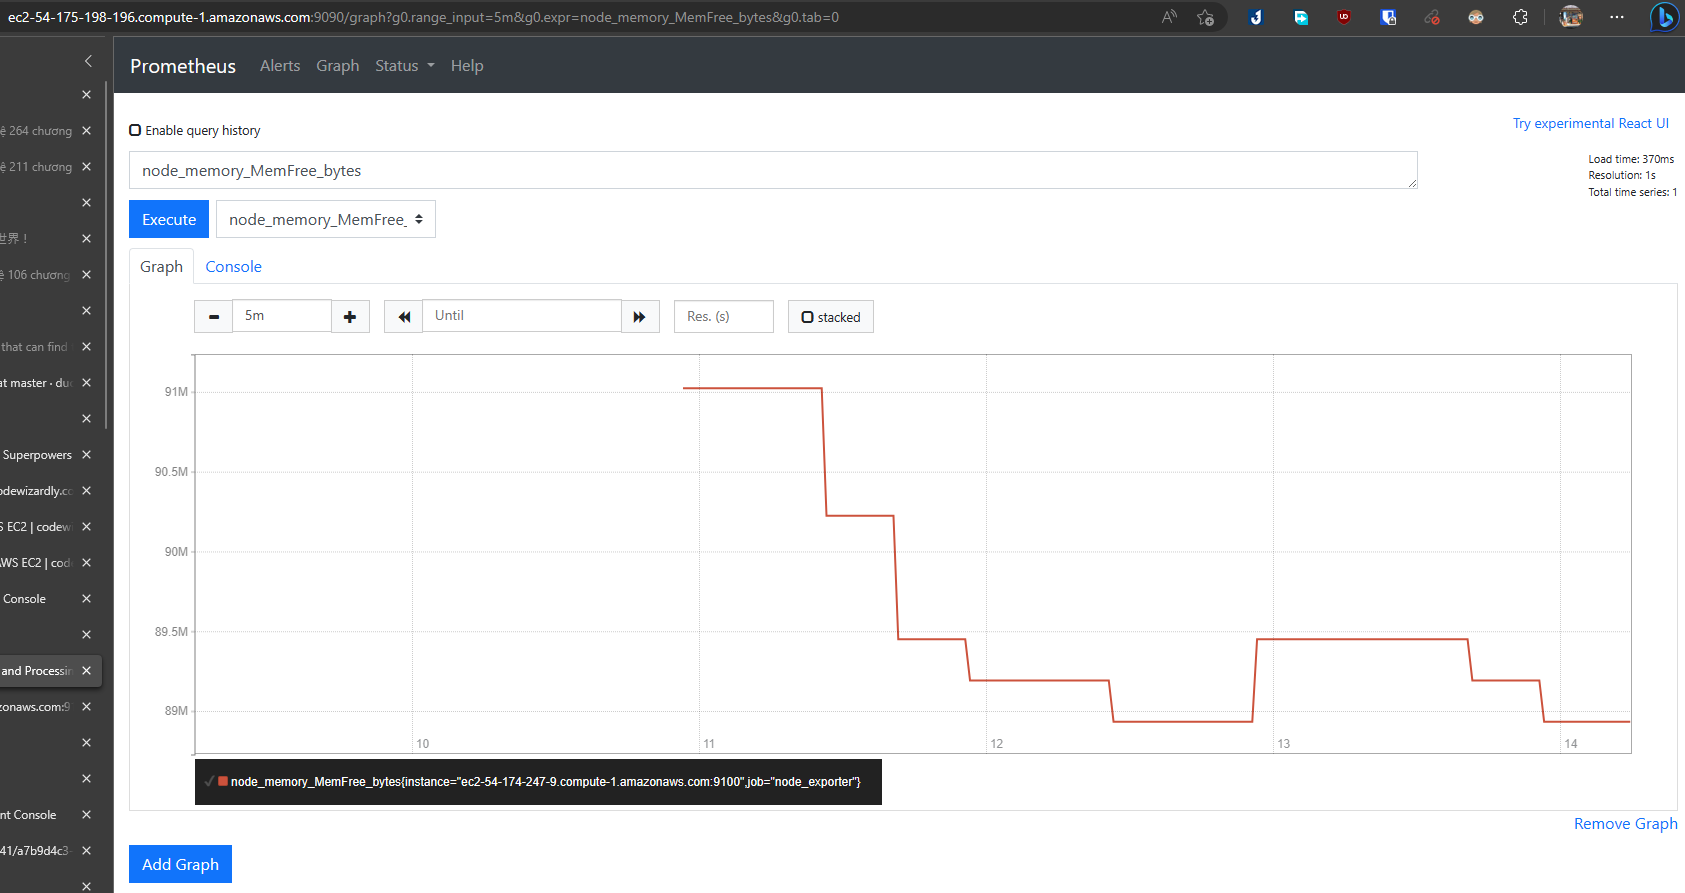 ec2-54-175-198-196.compute-1.amazonaws.com:9090/graph?g0.range_input=5m&g0.expr=node_memory_MemFree_bytes&g0.tab=0
Prometheus Alerts Graph Status Help
Enable query history
Try experimental React UI
node_memory_MemFree_bytes
Load time: 370ms
Resolution: 1s
Total time series: 1
Execute node_memory_MemFree_
Graph Console
5m Until Res. (s) stacked
91M
90.5M
90M
89.5M
89M
10 11 12 13 14
node_memory_MemFree_bytes{instance="ec2-54-174-247-9.compute-1.amazonaws.com:9100",job="node_exporter"}
Remove Graph
Add Graph
264 chương
211 chương
世界！
106 chương
that can find
at master · duc
Superpowers
odewizardly.co
S EC2 | codew
AWS EC2 | cod
Console
and Processin
zonaws.com:9
nt Console
41/a7b9d4c3-